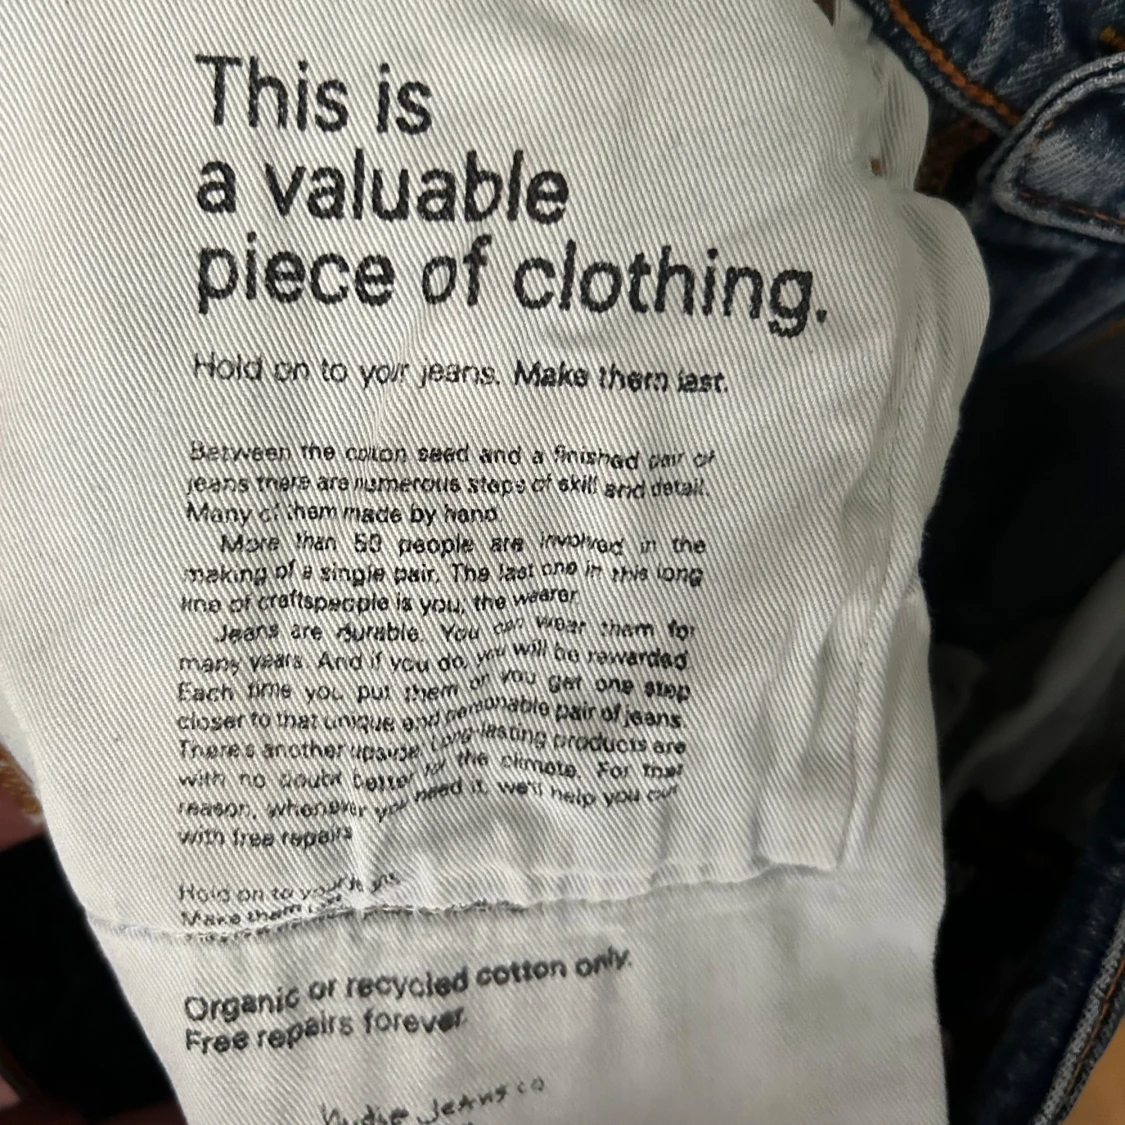 This is
a valuable
piece of clothing.
Hold on to your jeans. Make them last.
Between the cotton seed and a finished pair of
jeans there are numerous steps of skill and detail.
Many of them made by hand.
More than 50 people are involved in the
making of a single pair. The last one in this long
line of craftspeople is you, the wearer.
Jeans are durable. You can wear them for
many years. And if you do, you will be rewarded.
Each time you put them on you get one step
closer to that unique and personable pair of jeans.
There's another upside. Long-lasting products are
with no doubt better for the climate. For that
reason, whenever you need it, we'll help you out
with free repairs
Hold on to your
Make them
Organic or recycled cotton only.
Free repairs forever.
Nudie Jeans co